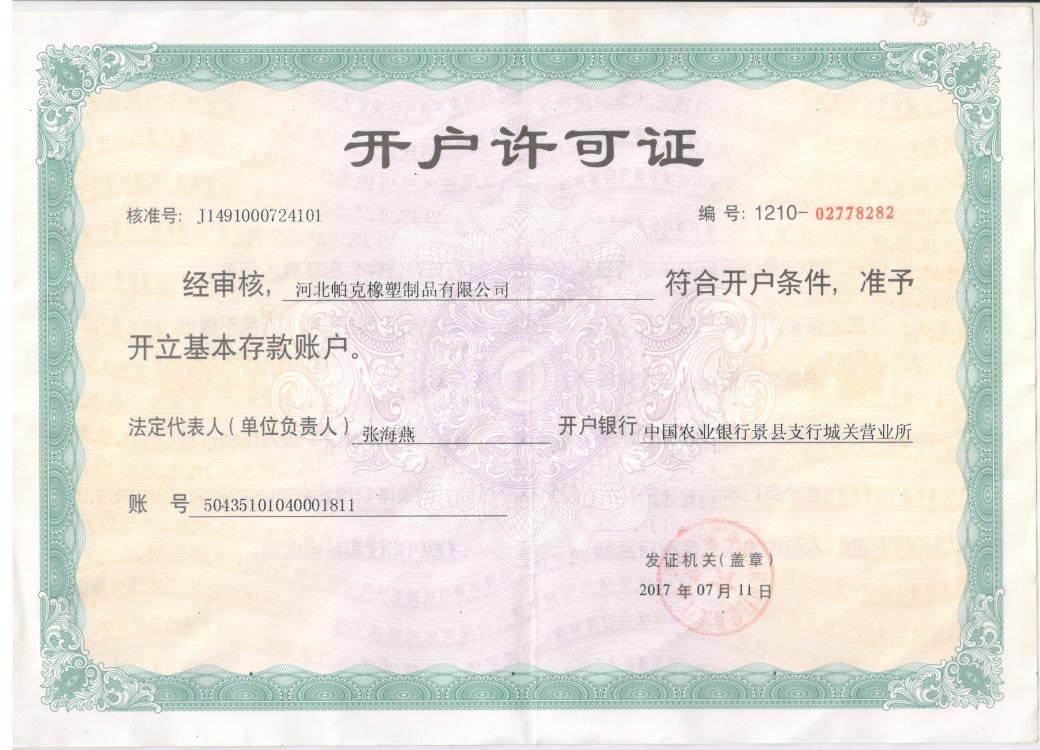 开户许可证
核准号: J1491000724101 编 号: 1210- 02778282
经审核, 河北帕克橡塑制品有限公司 符合开户条件, 准予
开立基本存款账户。
法定代表人(单位负责人) 张海燕 开户银行 中国农业银行景县支行城关营业所
账 号 50435101040001811
发证机关(盖章)
2017 年 07 月 11 日